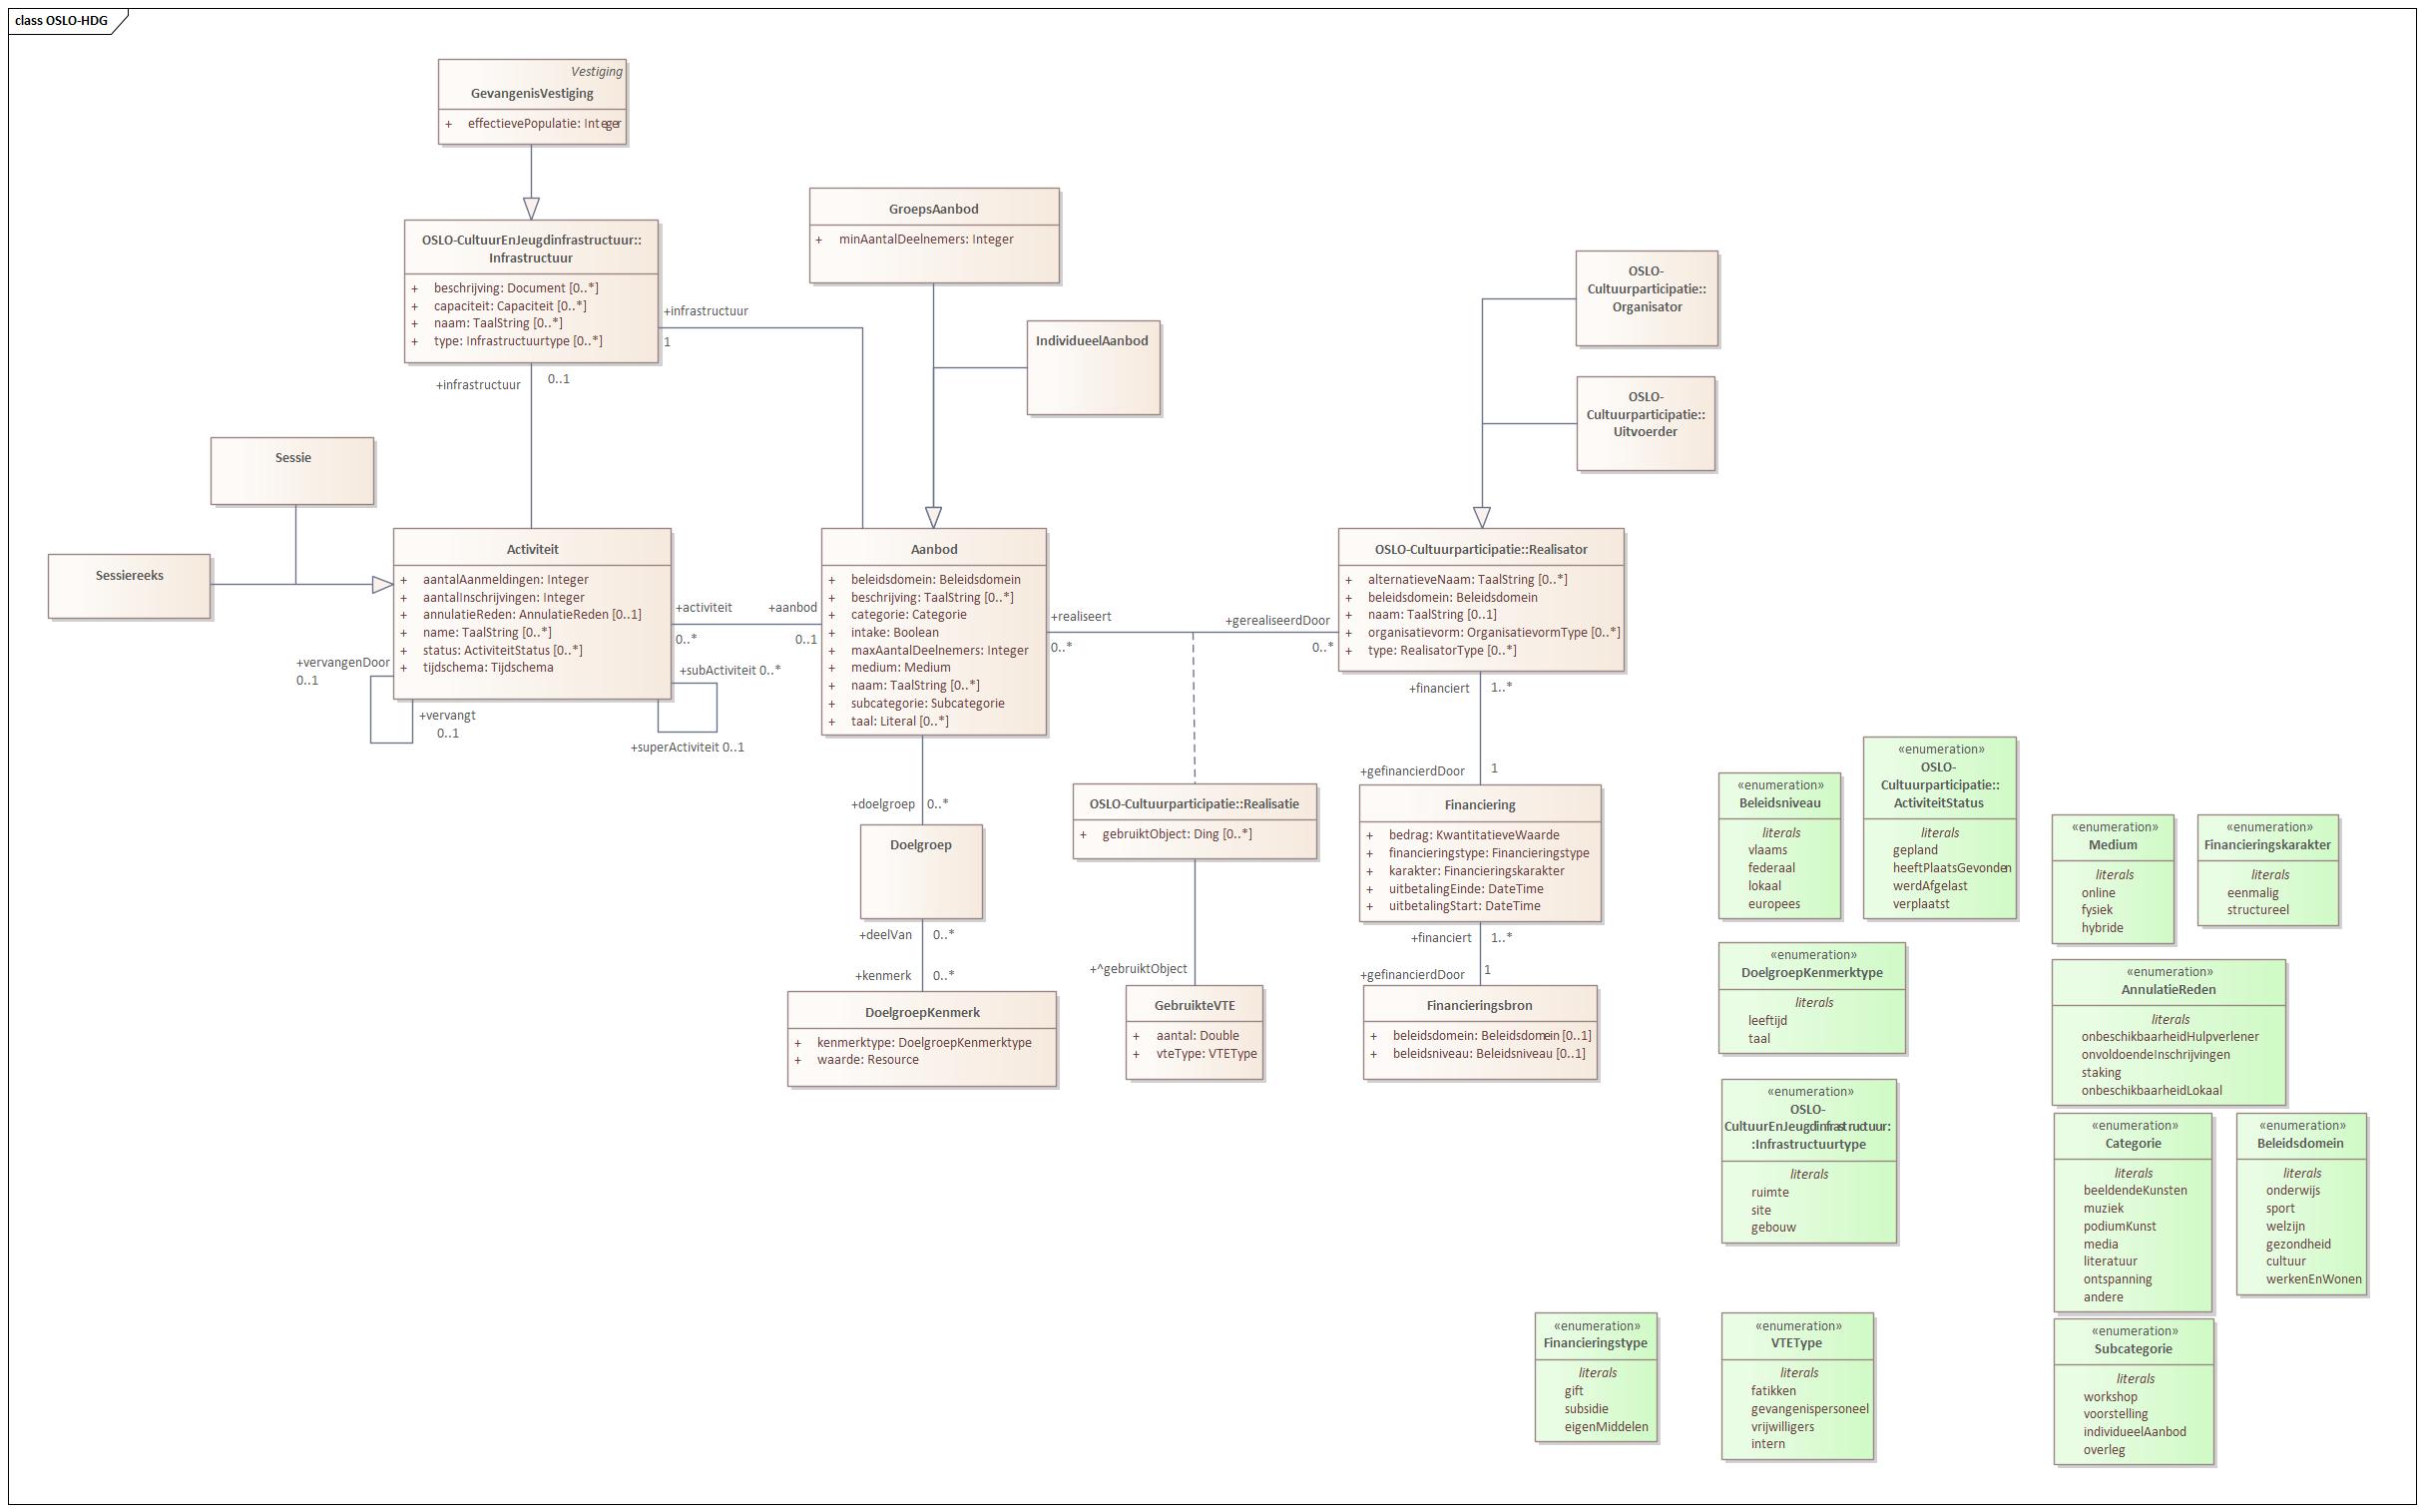 class OSLO-HDG
Vestiging
GevangenisVestiging
+ effectievePopulatie: Integer
OSLO-CultuurEnJeugdinfrastructuur::
Infrastructuur
+ beschrijving: Document [0..*]
+ capaciteit: Capaciteit [0..*]
+ naam: TaalString [0..*]
+ type: Infrastructuurtype [0..*]
+infrastructuur
1
+infrastructuur
0..1
GroepsAanbod
+ minAantalDeelnemers: Integer
IndividueelAanbod
OSLO-
Cultuurparticipatie::
Organisator
OSLO-
Cultuurparticipatie::
Uitvoerder
Sessie
Sessiereeks
Activiteit
+ aantalAanmeldingen: Integer
+ aantalInschrijvingen: Integer
+ annulatieReden: AnnulatieReden [0..1]
+ name: TaalString [0..*]
+ status: ActiviteitStatus [0..*]
+ tijdschema: Tijdschema
+vervangenDoor
0..1
+vervangt
0..1
+subActiviteit 0..*
+superActiviteit 0..1
+activiteit
0..*
+aanbod
0..1
Aanbod
+ beleidsdomein: Beleidsdomein
+ beschrijving: TaalString [0..*]
+ categorie: Categorie
+ intake: Boolean
+ maxAantalDeelnemers: Integer
+ medium: Medium
+ naam: TaalString [0..*]
+ subcategorie: Subcategorie
+ taal: Literal [0..*]
+realiseert
0..*
+gerealiseerdDoor
0..*
OSLO-Cultuurparticipatie::Realisator
+ alternatieveNaam: TaalString [0..*]
+ beleidsdomein: Beleidsdomein
+ naam: TaalString [0..1]
+ organisatievorm: OrganisatievormType [0..*]
+ type: RealisatorType [0..*]
+financiert 1..*
+gefinancierdDoor 1
+doelgroep 0..*
Doelgroep
+deelVan 0..*
+kenmerk 0..*
DoelgroepKenmerk
+ kenmerktype: DoelgroepKenmerktype
+ waarde: Resource
OSLO-Cultuurparticipatie::Realisatie
+ gebruiktObject: Ding [0..*]
+^gebruiktObject
GebruikteVTE
+ aantal: Double
+ vteType: VTEType
Financiering
+ bedrag: KwantitatieveWaarde
+ financieringstype: Financieringstype
+ karakter: Financieringskarakter
+ uitbetalingEinde: DateTime
+ uitbetalingStart: DateTime
+financiert 1..*
+gefinancierdDoor 1
Financieringsbron
+ beleidsdomein: Beleidsdomein [0..1]
+ beleidsniveau: Beleidsniveau [0..1]
«enumeration»
Beleidsniveau
literals
vlaams
federaal
lokaal
europees
«enumeration»
OSLO-
Cultuurparticipatie::
ActiviteitStatus
literals
gepland
heeftPlaatsGevonden
werdAfgelast
verplaatst
«enumeration»
Medium
literals
online
fysiek
hybride
«enumeration»
Financieringskarakter
literals
eenmalig
structureel
«enumeration»
DoelgroepKenmerktype
literals
leeftijd
taal
«enumeration»
AnnulatieReden
literals
onbeschikbaarheidHulpverlener
onvoldoendeInschrijvingen
staking
onbeschikbaarheidLokaal
«enumeration»
OSLO-
CultuurEnJeugdinfrastructuur:
:Infrastructuurtype
literals
ruimte
site
gebouw
«enumeration»
Categorie
literals
beeldendeKunsten
muziek
podiumKunst
media
literatuur
ontspanning
andere
«enumeration»
Beleidsdomein
literals
onderwijs
sport
welzijn
gezondheid
cultuur
werkenEnWonen
«enumeration»
Financieringstype
literals
gift
subsidie
eigenMiddelen
«enumeration»
VTEType
literals
fatikken
gevangenispersoneel
vrijwilligers
intern
«enumeration»
Subcategorie
literals
workshop
voorstelling
individueelAanbod
overleg